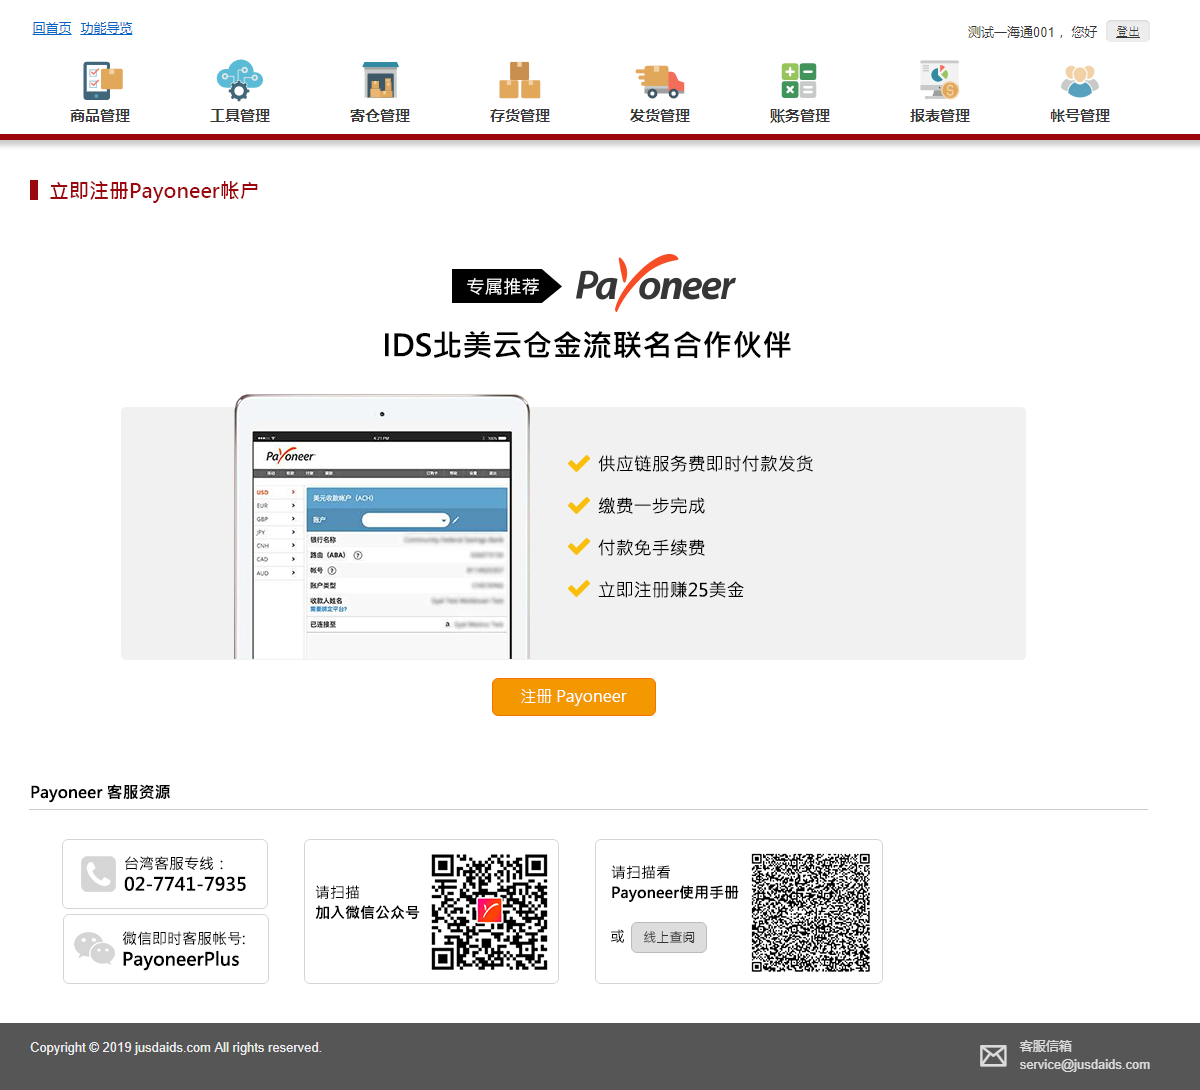 回首页 功能导览
测试一海通001， 您好 登出
商品管理 工具管理 寄仓管理 存货管理 发货管理 账务管理 报表管理 帐号管理
立即注册Payoneer帐户
专属推荐 Payoneer
IDS北美云仓金流联名合作伙伴
4:21 PM 100%
Payoneer
USD
EUR
GBP
JPY
CNH
CAD
AUD
美元收款帐户 (ACH)
账户
银行名称
路由 (ABA) ?
帐号 ?
账户类型
收款人姓名
需要绑定平台?
已连接至
供应链服务费即时付款发货
缴费一步完成
付款免手续费
立即注册赚25美金
注册 Payoneer
Payoneer 客服资源
台湾客服专线：
02-7741-7935
微信即时客服帐号:
PayoneerPlus
请扫描
加入微信公众号
请扫描看
Payoneer使用手册
或 线上查阅
Copyright © 2019 jusdaids.com All rights reserved.
客服信箱
service@jusdaids.com